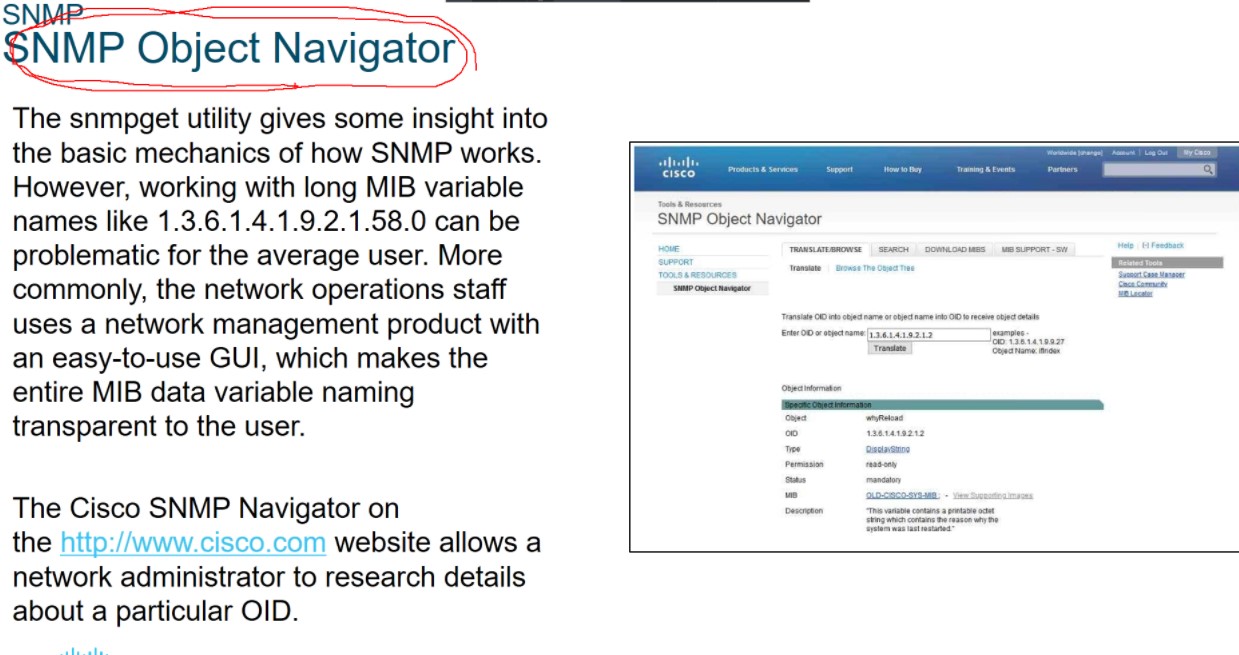 SNMP
SNMP Object Navigator
The snmpget utility gives some insight into
the basic mechanics of how SNMP works.
However, working with long MIB variable
names like 1.3.6.1.4.1.9.2.1.58.0 can be
problematic for the average user. More
commonly, the network operations staff
uses a network management product with
an easy-to-use GUI, which makes the
entire MIB data variable naming
transparent to the user.
The Cisco SNMP Navigator on
the http://www.cisco.com website allows a
network administrator to research details
about a particular OID.
Worldwide [change] Account | Log Out My Cisco
CISCO Products & Services Support How to Buy Training & Events Partners
Tools & Resources
SNMP Object Navigator
HOME
SUPPORT
TOOLS & RESOURCES
SNMP Object Navigator
TRANSLATE/BROWSE SEARCH DOWNLOAD MIBS MIB SUPPORT - SW
Translate | Browse The Object Tree
Help | [-] Feedback
Related Tools
Support Case Manager
Cisco Community
MIB Locator
Translate OID into object name or object name into OID to receive object details
Enter OID or object name: 1.3.6.1.4.1.9.2.1.2 examples -
OID: 1.3.6.1.4.1.9.9.27
Translate Object Name: ifIndex
Object Information
Specific Object Information
Object whyReload
OID 1.3.6.1.4.1.9.2.1.2
Type DisplayString
Permission read-only
Status mandatory
MIB OLD-CISCO-SYS-MIB ; - View Supporting Images
Description "This variable contains a printable octet
string which contains the reason why the
system was last restarted."